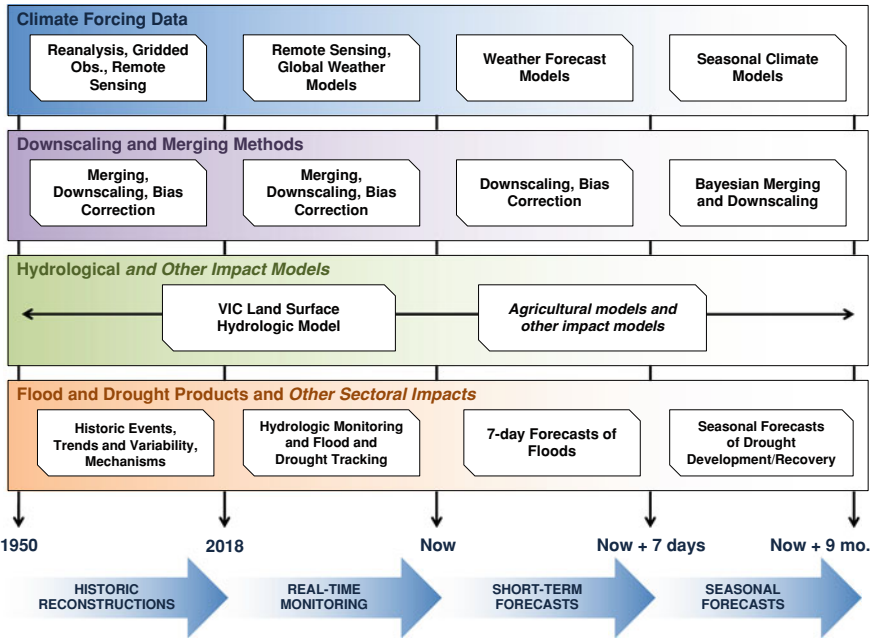 Climate Forcing Data
Reanalysis, Gridded
Obs., Remote
Sensing
Remote Sensing,
Global Weather
Models
Weather Forecast
Models
Seasonal Climate
Models
Downscaling and Merging Methods
Merging,
Downscaling, Bias
Correction
Merging,
Downscaling, Bias
Correction
Downscaling, Bias
Correction
Bayesian Merging
and Downscaling
Hydrological and Other Impact Models
VIC Land Surface
Hydrologic Model
Agricultural models and
other impact models
Flood and Drought Products and Other Sectoral Impacts
Historic Events,
Trends and Variability,
Mechanisms
Hydrologic Monitoring
and Flood and
Drought Tracking
7-day Forecasts of
Floods
Seasonal Forecasts
of Drought
Development/Recovery
1950
2018
Now
Now + 7 days
Now + 9 mo.
HISTORIC
RECONSTRUCTIONS
REAL-TIME
MONITORING
SHORT-TERM
FORECASTS
SEASONAL
FORECASTS